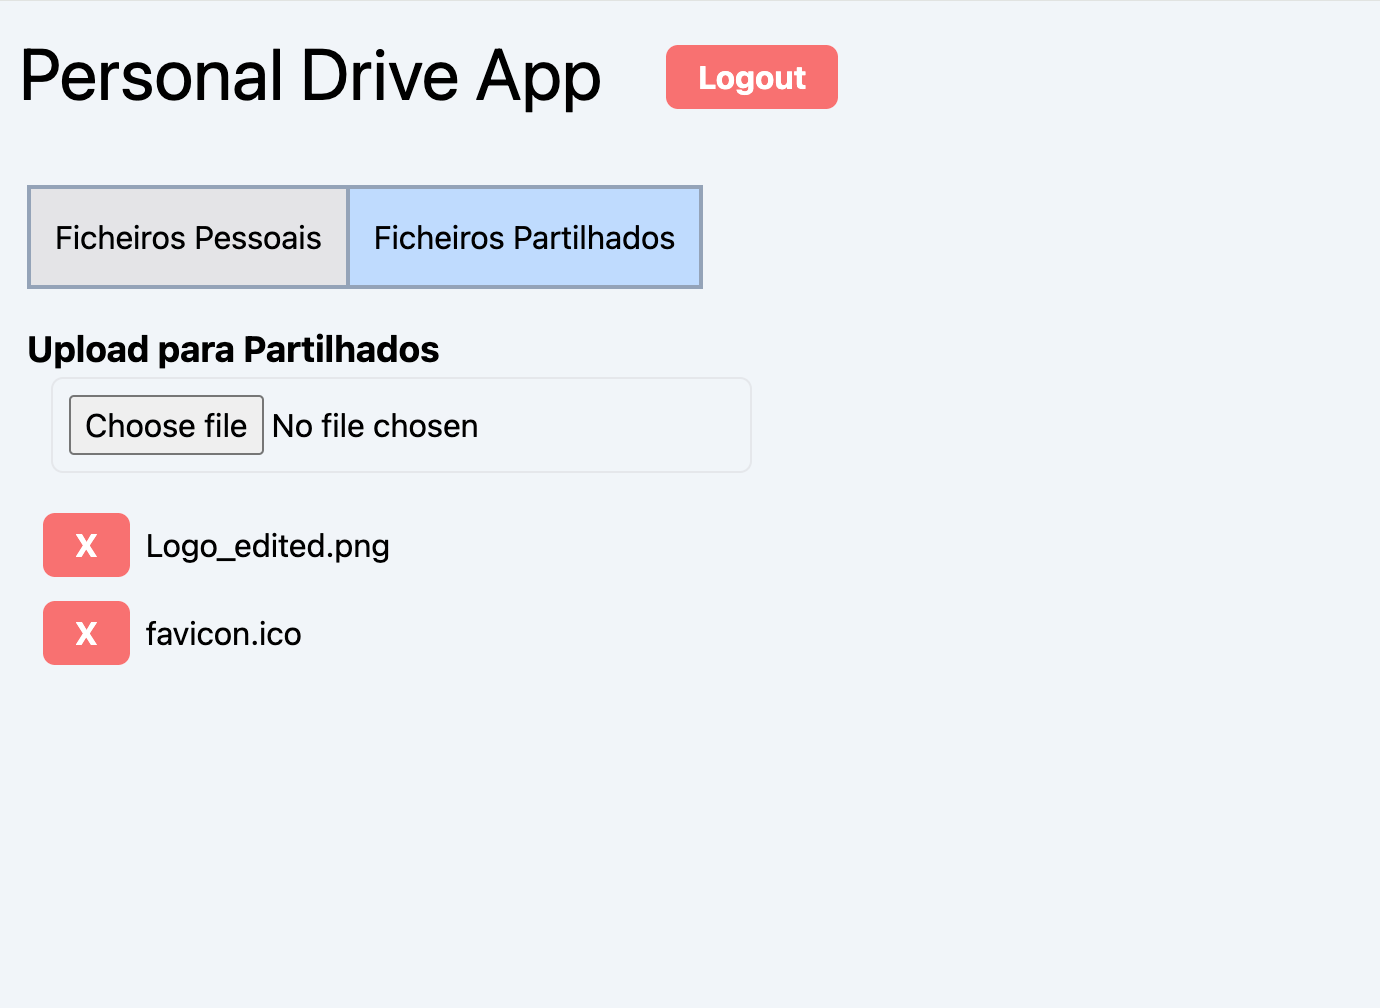 Personal Drive App
Logout
Ficheiros Pessoais
Ficheiros Partilhados
Upload para Partilhados
Choose file No file chosen
X Logo_edited.png
X favicon.ico